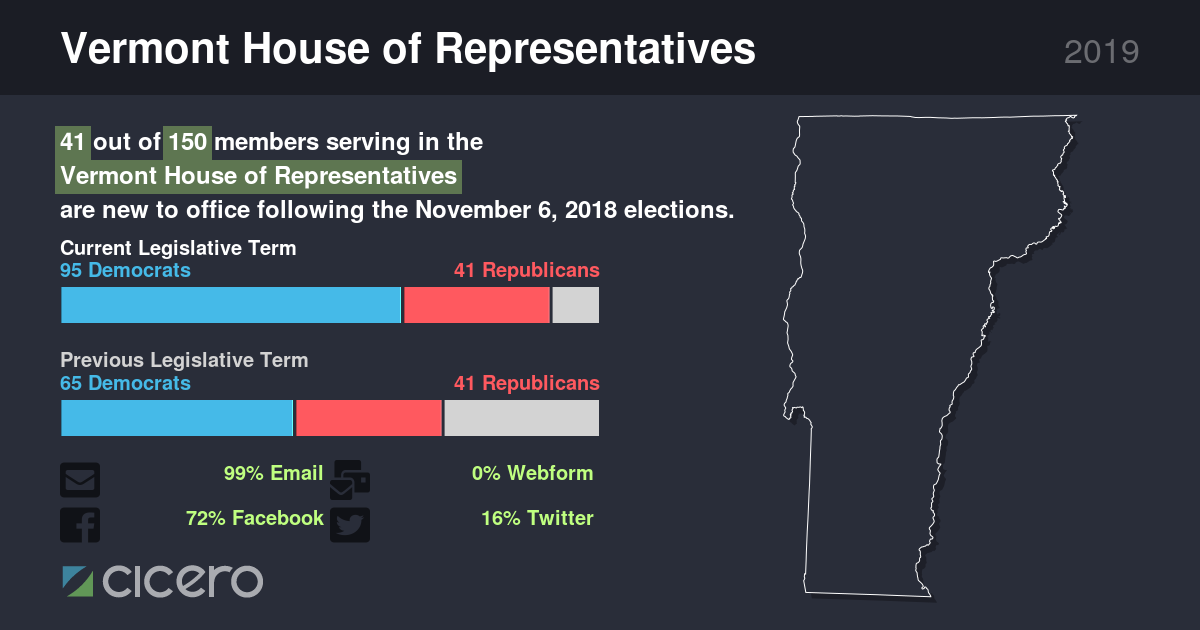 Vermont House of Representatives
2019
41 out of 150 members serving in the
Vermont House of Representatives
are new to office following the November 6, 2018 elections.
Current Legislative Term
95 Democrats 41 Republicans
Previous Legislative Term
65 Democrats 41 Republicans
99% Email 0% Webform
72% Facebook 16% Twitter
cicero